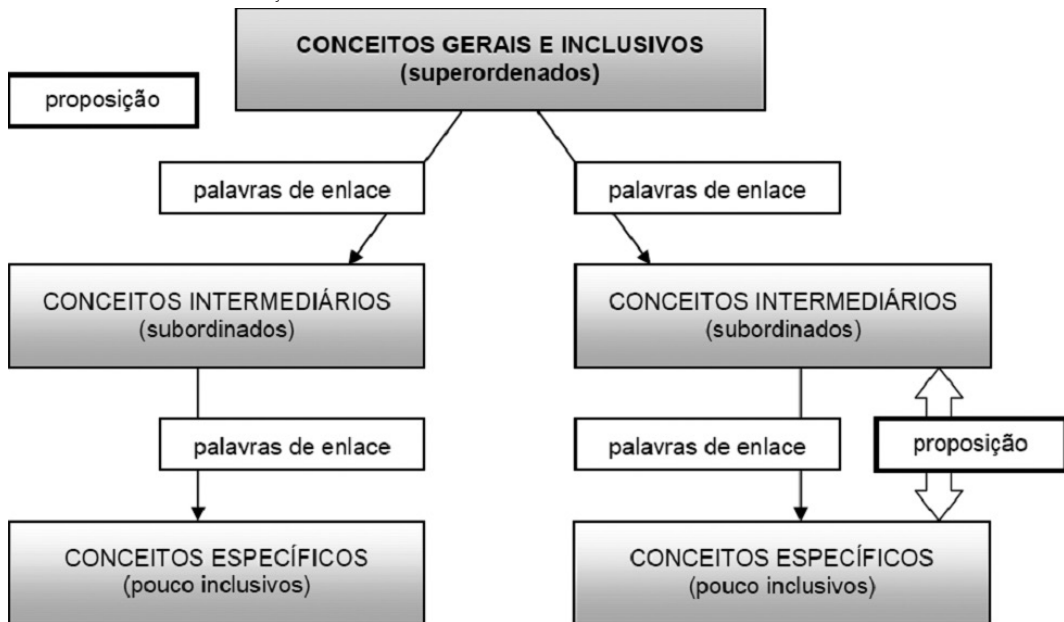 CONCEITOS GERAIS E INCLUSIVOS
(superordenados)
proposição
palavras de enlace
palavras de enlace
CONCEITOS INTERMEDIÁRIOS
(subordinados)
CONCEITOS INTERMEDIÁRIOS
(subordinados)
palavras de enlace
palavras de enlace
proposição
CONCEITOS ESPECÍFICOS
(pouco inclusivos)
CONCEITOS ESPECÍFICOS
(pouco inclusivos)